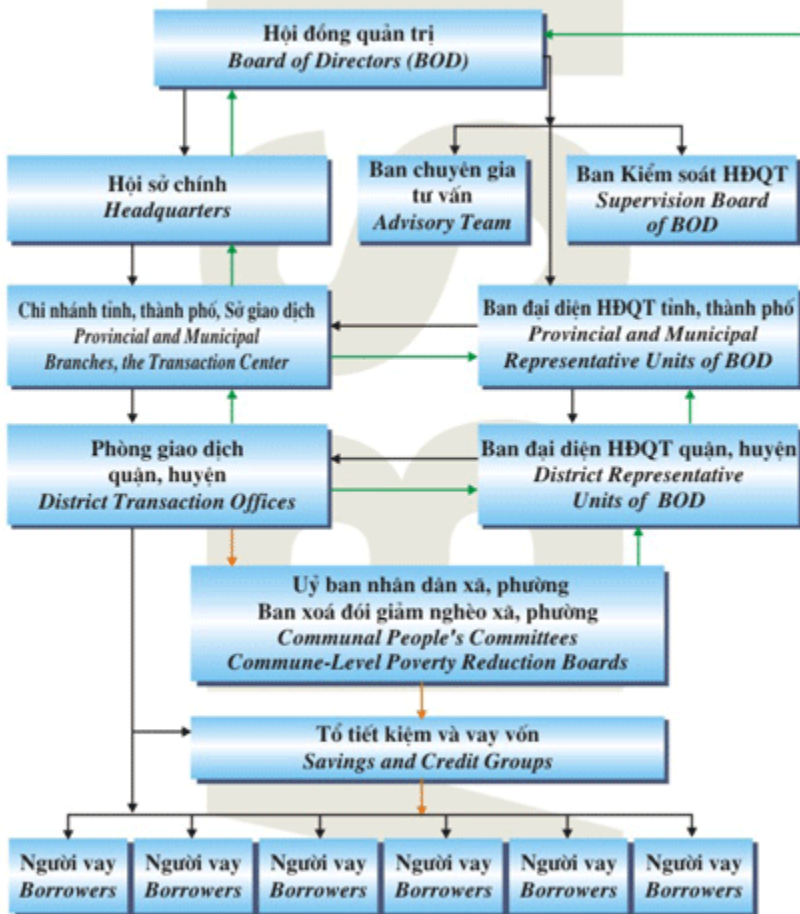 Hội đồng quản trị
Board of Directors (BOD)
Hội sở chính
Headquarters
Ban chuyên gia
tư vấn
Advisory Team
Ban Kiểm soát HĐQT
Supervision Board
of BOD
Chi nhánh tỉnh, thành phố, Sở giao dịch
Provincial and Municipal
Branches, the Transaction Center
Ban đại diện HĐQT tỉnh, thành phố
Provincial and Municipal
Representative Units of BOD
Phòng giao dịch
quận, huyện
District Transaction Offices
Ban đại diện HĐQT quận, huyện
District Representative
Units of BOD
Uỷ ban nhân dân xã, phường
Ban xoá đói giảm nghèo xã, phường
Communal People's Committees
Commune-Level Poverty Reduction Boards
Tổ tiết kiệm và vay vốn
Savings and Credit Groups
Người vay
Borrowers
Người vay
Borrowers
Người vay
Borrowers
Người vay
Borrowers
Người vay
Borrowers
Người vay
Borrowers